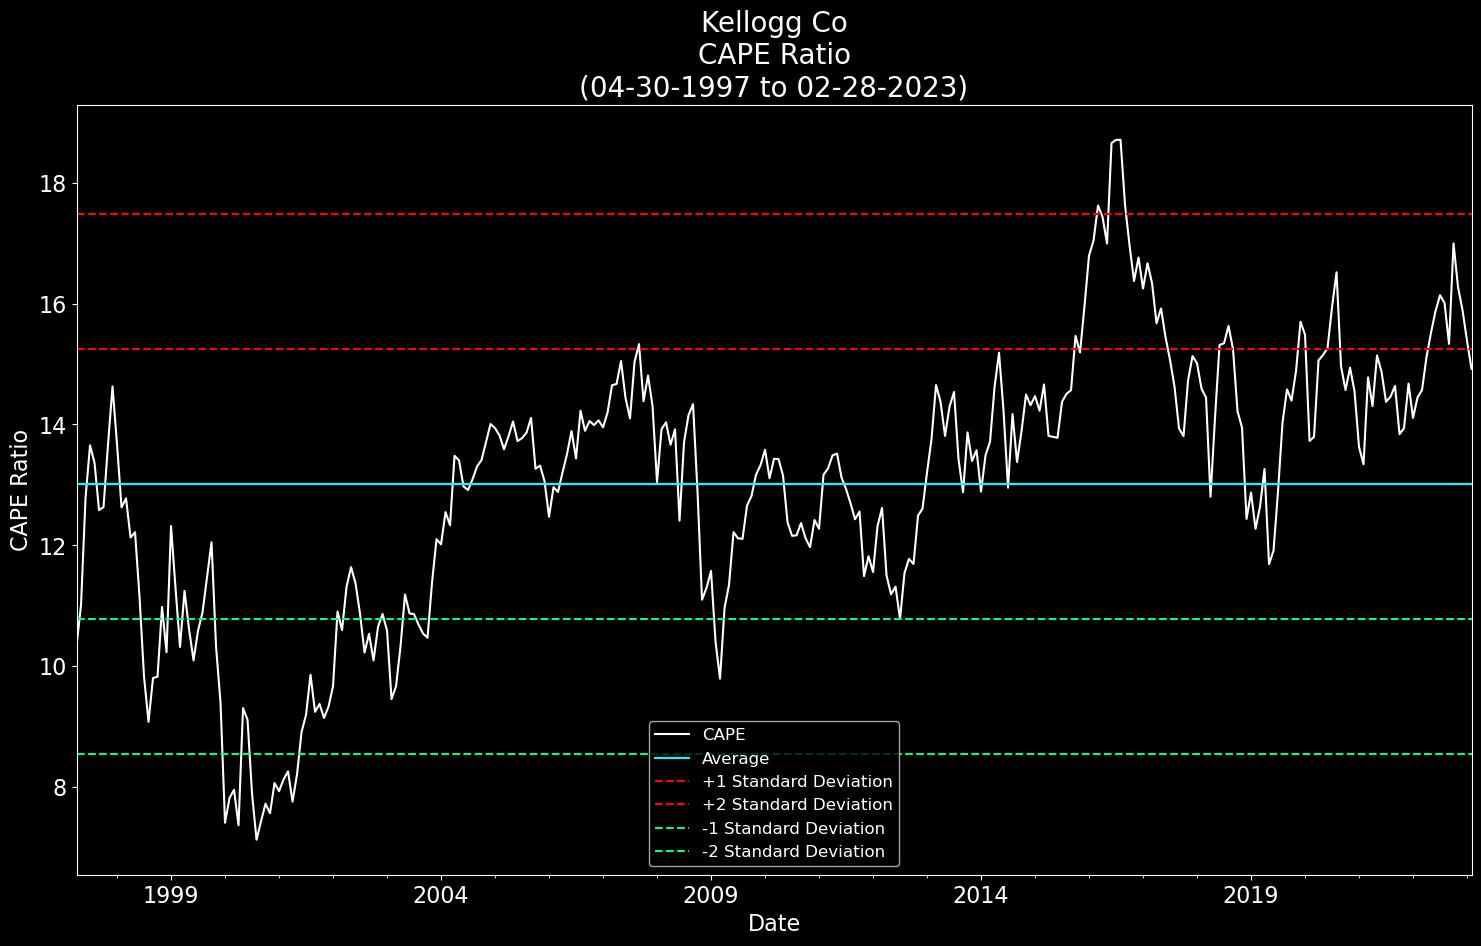 Kellogg Co
CAPE Ratio
(04-30-1997 to 02-28-2023)
CAPE Ratio
18
16
14
12
10
8
CAPE
Average
+1 Standard Deviation
+2 Standard Deviation
-1 Standard Deviation
-2 Standard Deviation
1999 2004 2009 2014 2019
Date